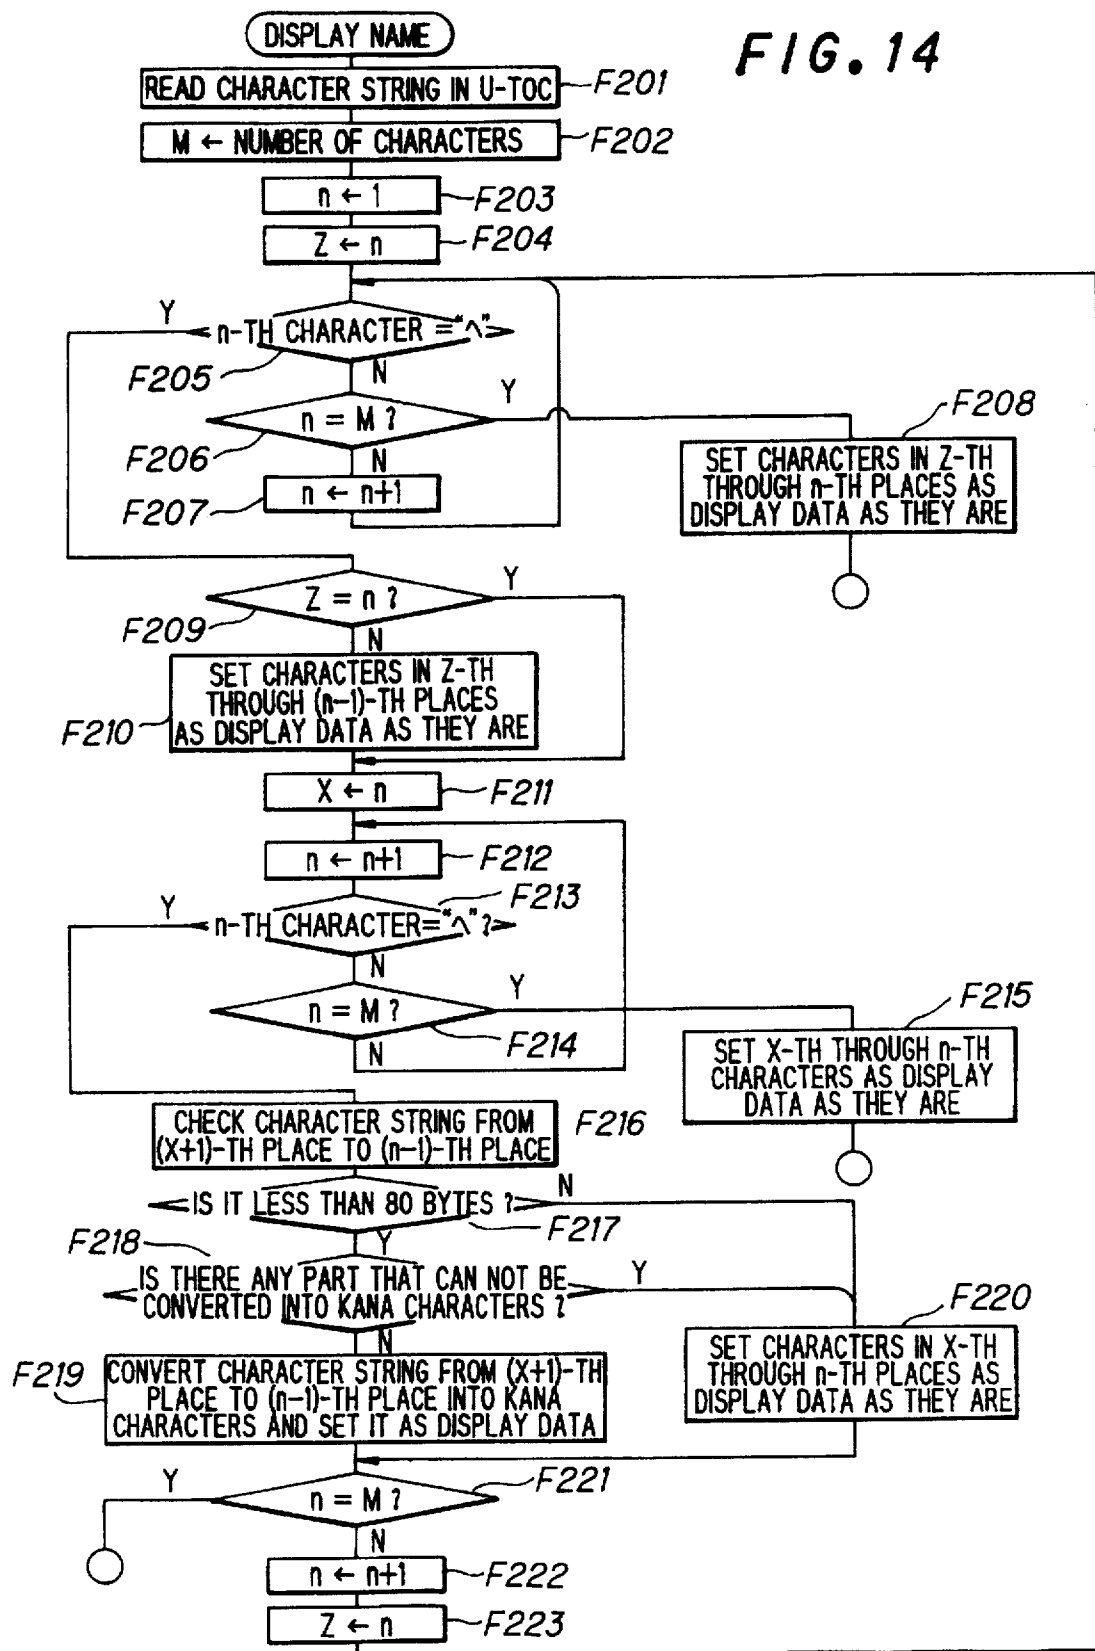 DISPLAY NAME
FIG. 14
READ CHARACTER STRING IN U-TOC
F201
M ← NUMBER OF CHARACTERS
F202
n ← 1
F203
Z ← n
F204
Y
n-TH CHARACTER = "^"
F205
N
n = M ?
Y
F206
N
n ← n+1
F207
F208
SET CHARACTERS IN Z-TH
THROUGH n-TH PLACES AS
DISPLAY DATA AS THEY ARE
Z = n ?
Y
F209
N
SET CHARACTERS IN Z-TH
THROUGH (n-1)-TH PLACES
AS DISPLAY DATA AS THEY ARE
F210
X ← n
F211
n ← n+1
F212
F213
Y
n-TH CHARACTER="^"?
N
n = M ?
Y
F214
N
F215
SET X-TH THROUGH n-TH
CHARACTERS AS DISPLAY
DATA AS THEY ARE
CHECK CHARACTER STRING FROM
(X+1)-TH PLACE TO (n-1)-TH PLACE
F216
IS IT LESS THAN 80 BYTES ?
N
F217
Y
F218
IS THERE ANY PART THAT CAN NOT BE
CONVERTED INTO KANA CHARACTERS ?
Y
N
F219
CONVERT CHARACTER STRING FROM (X+1)-TH
PLACE TO (n-1)-TH PLACE INTO KANA
CHARACTERS AND SET IT AS DISPLAY DATA
F220
SET CHARACTERS IN X-TH
THROUGH n-TH PLACES AS
DISPLAY DATA AS THEY ARE
Y
n = M ?
F221
N
n ← n+1
F222
Z ← n
F223